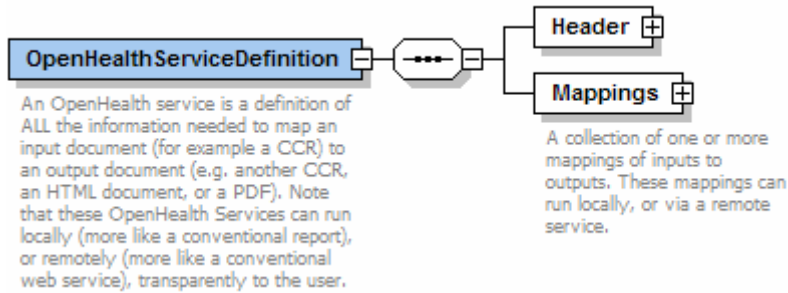 Header
OpenHealthServiceDefinition
Mappings
An OpenHealth service is a definition of
ALL the information needed to map an
input document (for example a CCR) to
an output document (e.g. another CCR,
an HTML document, or a PDF). Note
that these OpenHealth Services can run
locally (more like a conventional report),
or remotely (more like a conventional
web service), transparently to the user.
A collection of one or more
mappings of inputs to
outputs. These mappings can
run locally, or via a remote
service.